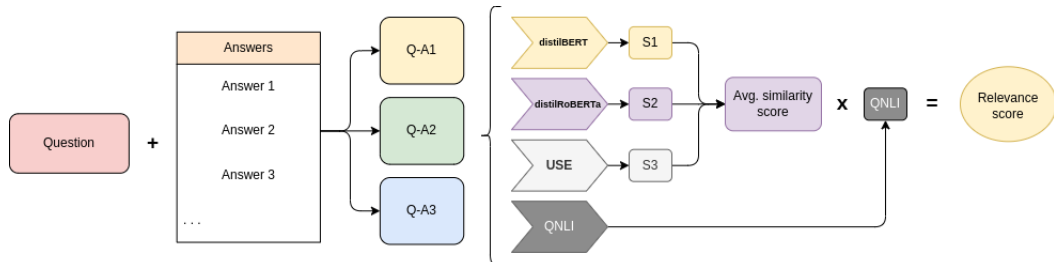 Question
+
Answers
Answer 1
Answer 2
Answer 3
. . .
Q-A1
Q-A2
Q-A3
distilBERT
S1
distilRoBERTa
S2
USE
S3
QNLI
Avg. similarity
score
x
QNLI
=
Relevance
score